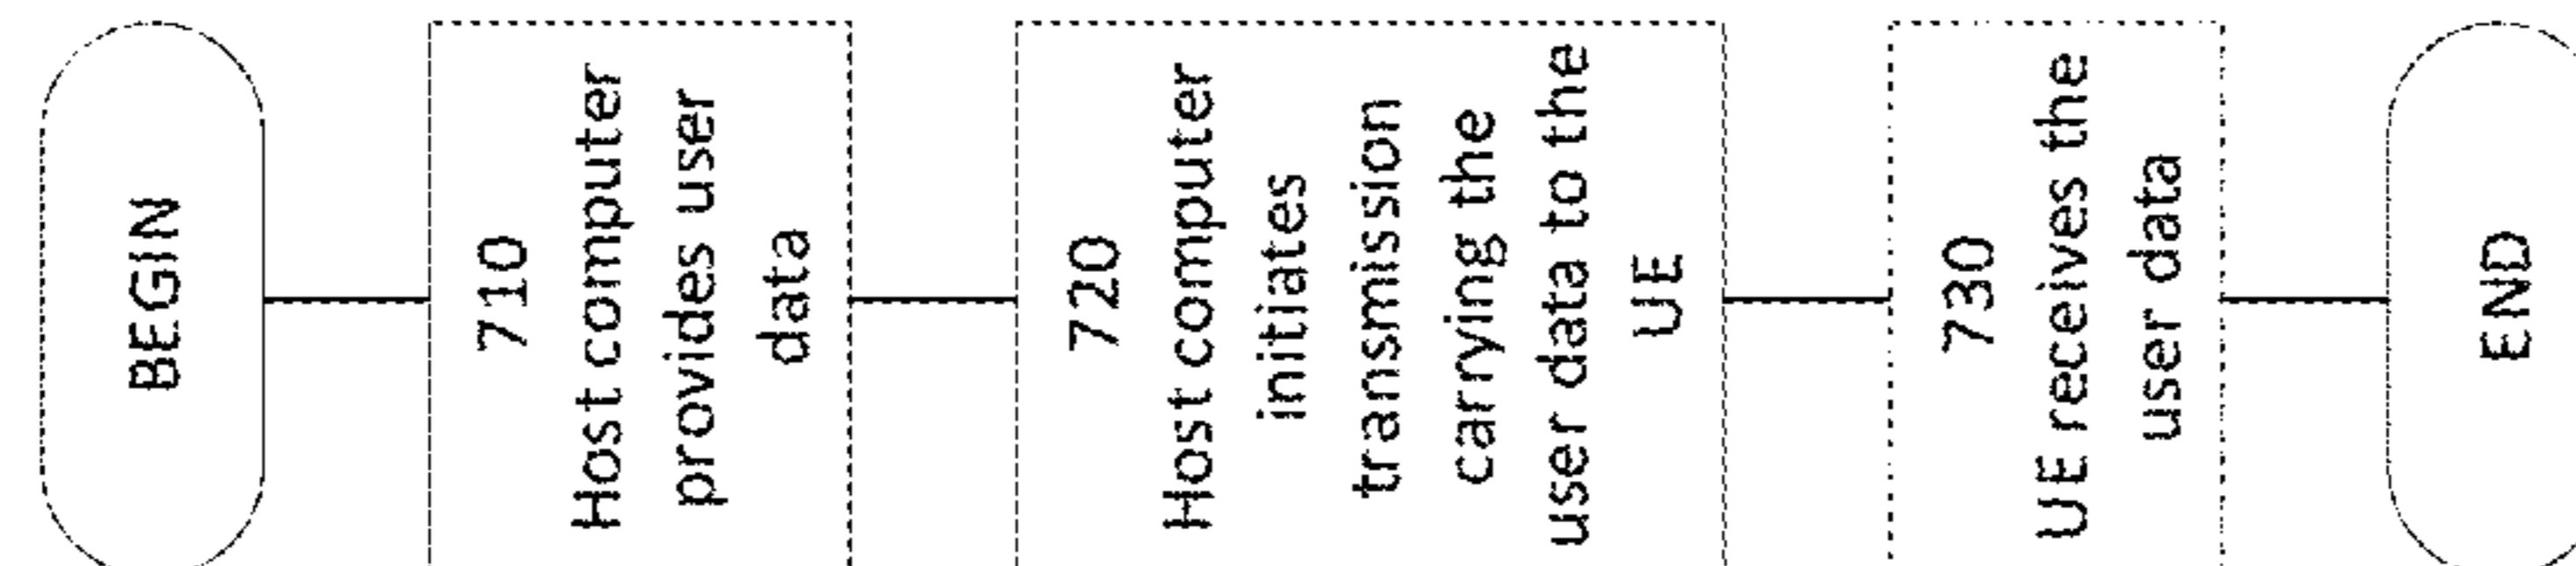 BEGIN
710
Host computer
provides user
data
720
Host computer
initiates
transmission
carrying the
user data to the
UE
730
UE receives the
user data
END